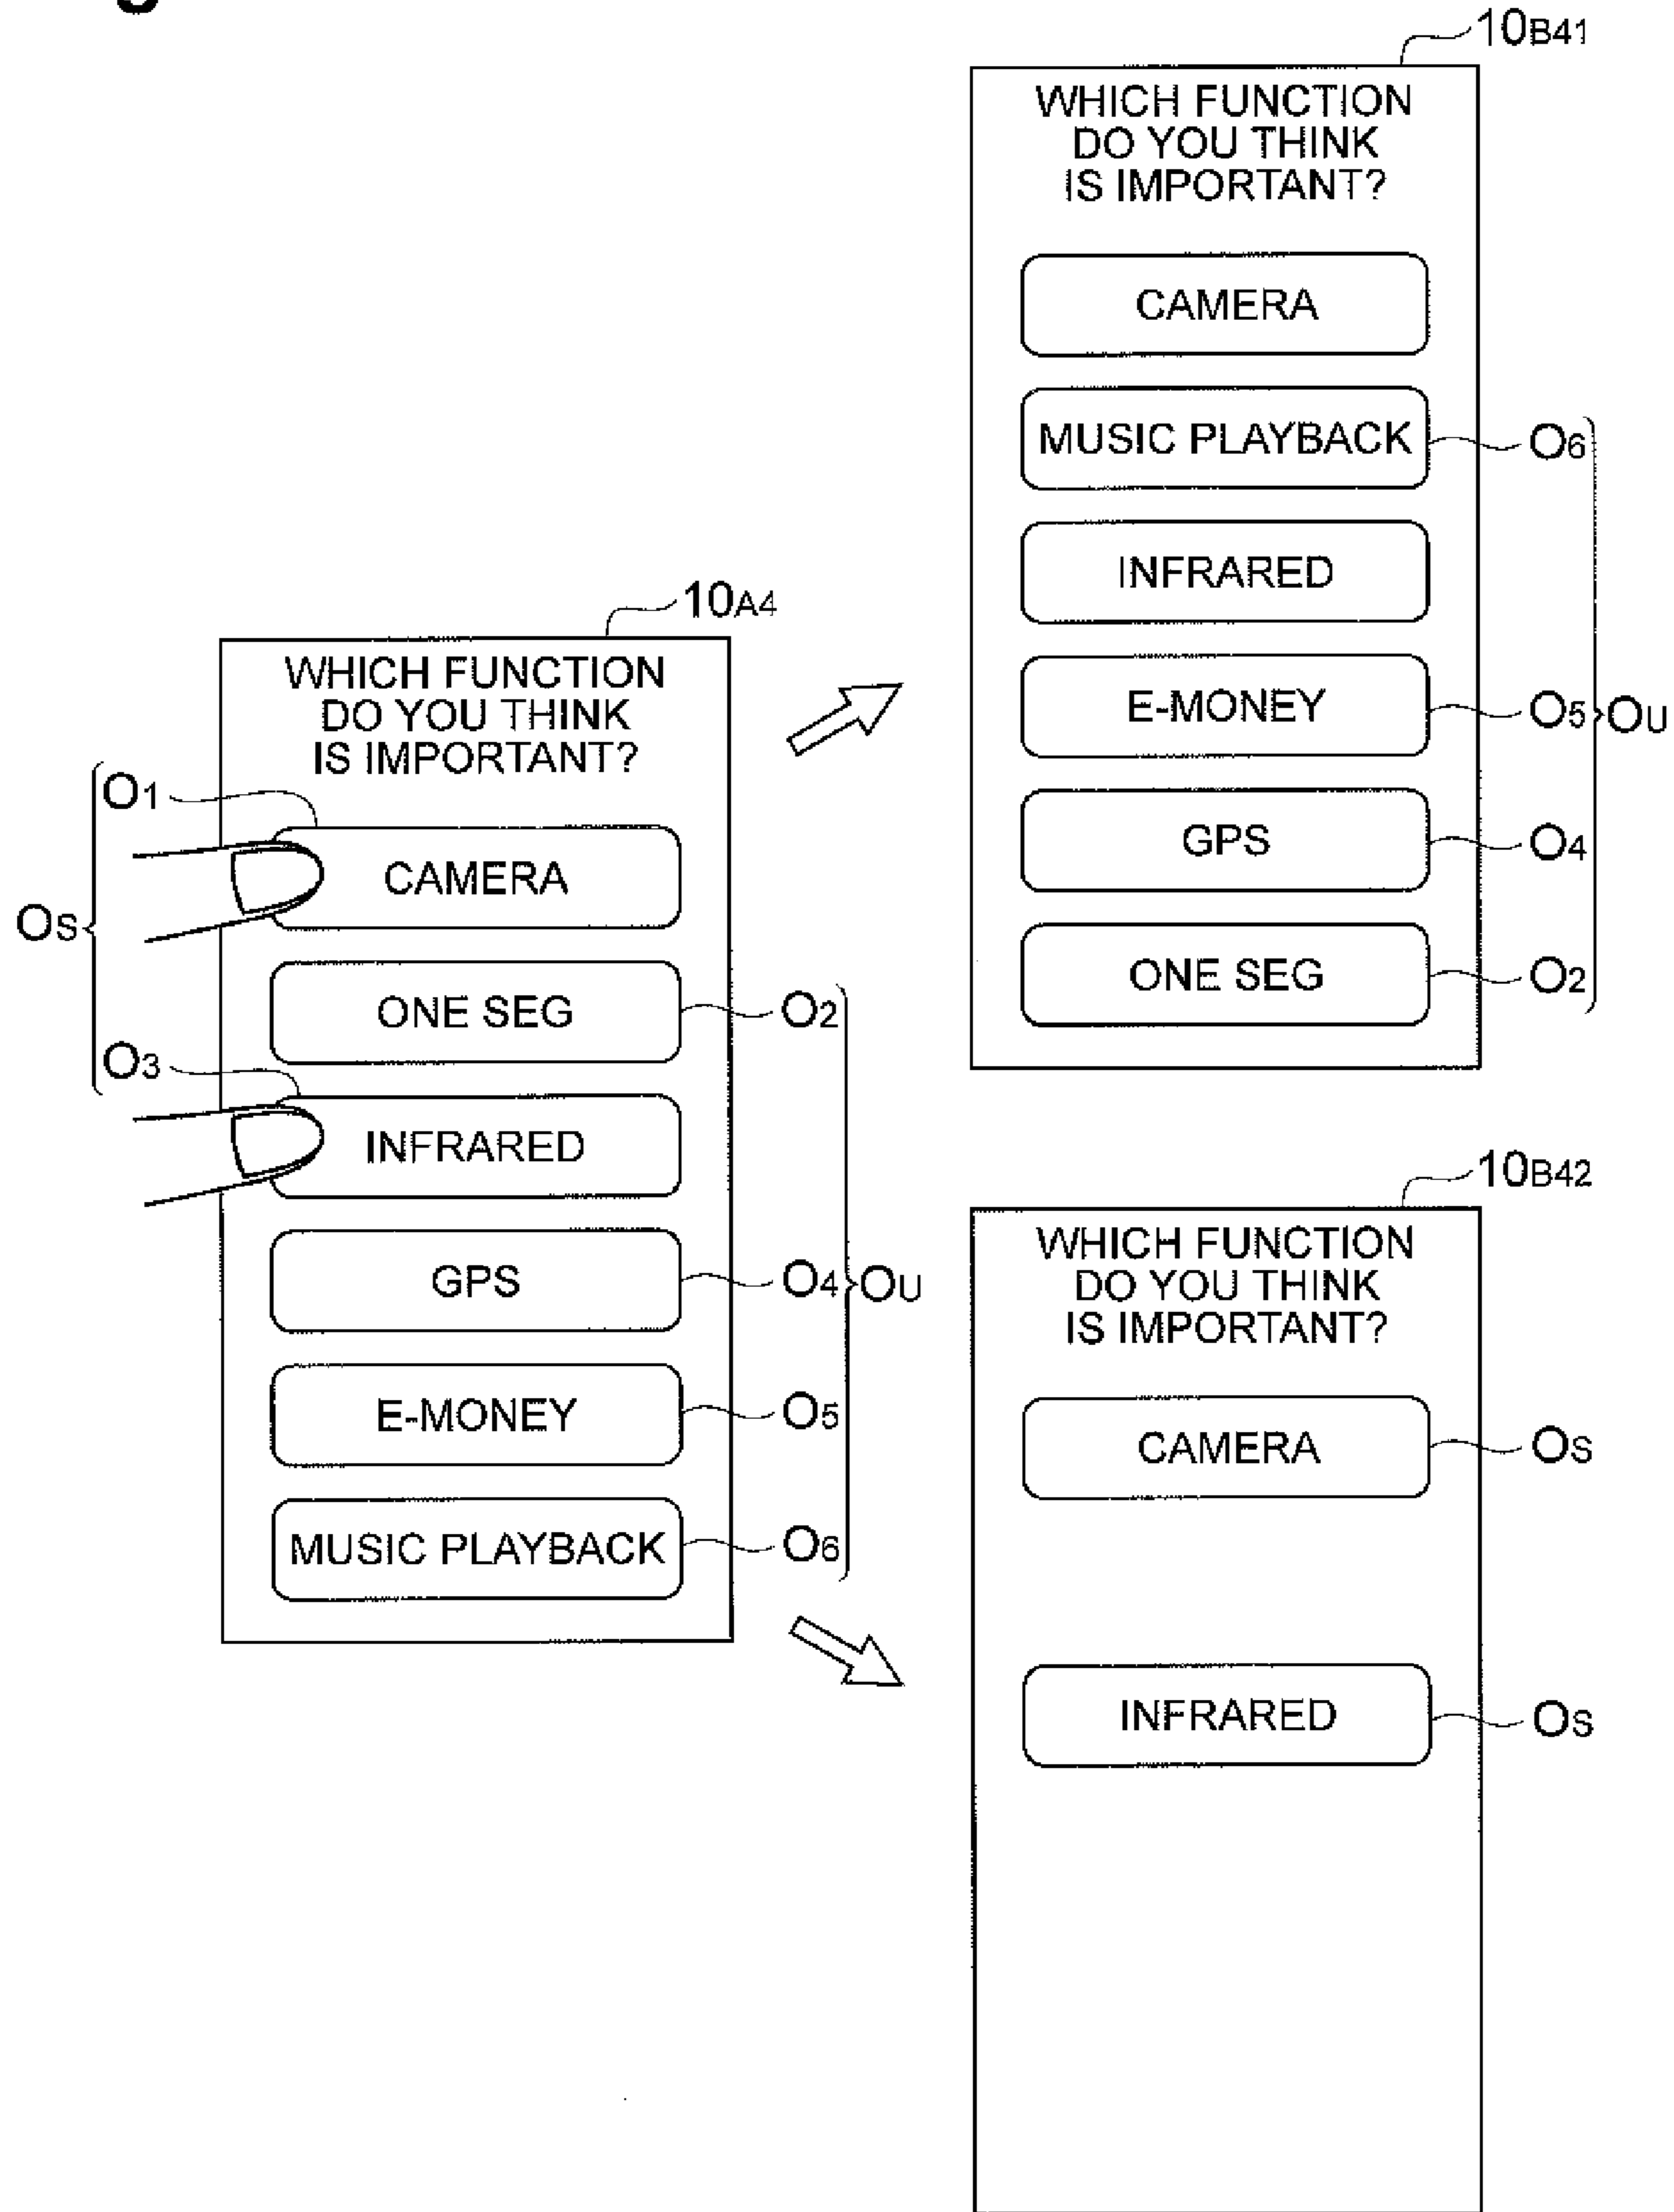 g
10B41
WHICH FUNCTION
DO YOU THINK
IS IMPORTANT?
CAMERA
MUSIC PLAYBACK
O6
INFRARED
E-MONEY
O5
OU
GPS
O4
ONE SEG
O2
10A4
WHICH FUNCTION
DO YOU THINK
IS IMPORTANT?
O1
CAMERA
OS
ONE SEG
O2
O3
INFRARED
GPS
O4
OU
E-MONEY
O5
MUSIC PLAYBACK
O6
10B42
WHICH FUNCTION
DO YOU THINK
IS IMPORTANT?
CAMERA
OS
INFRARED
OS